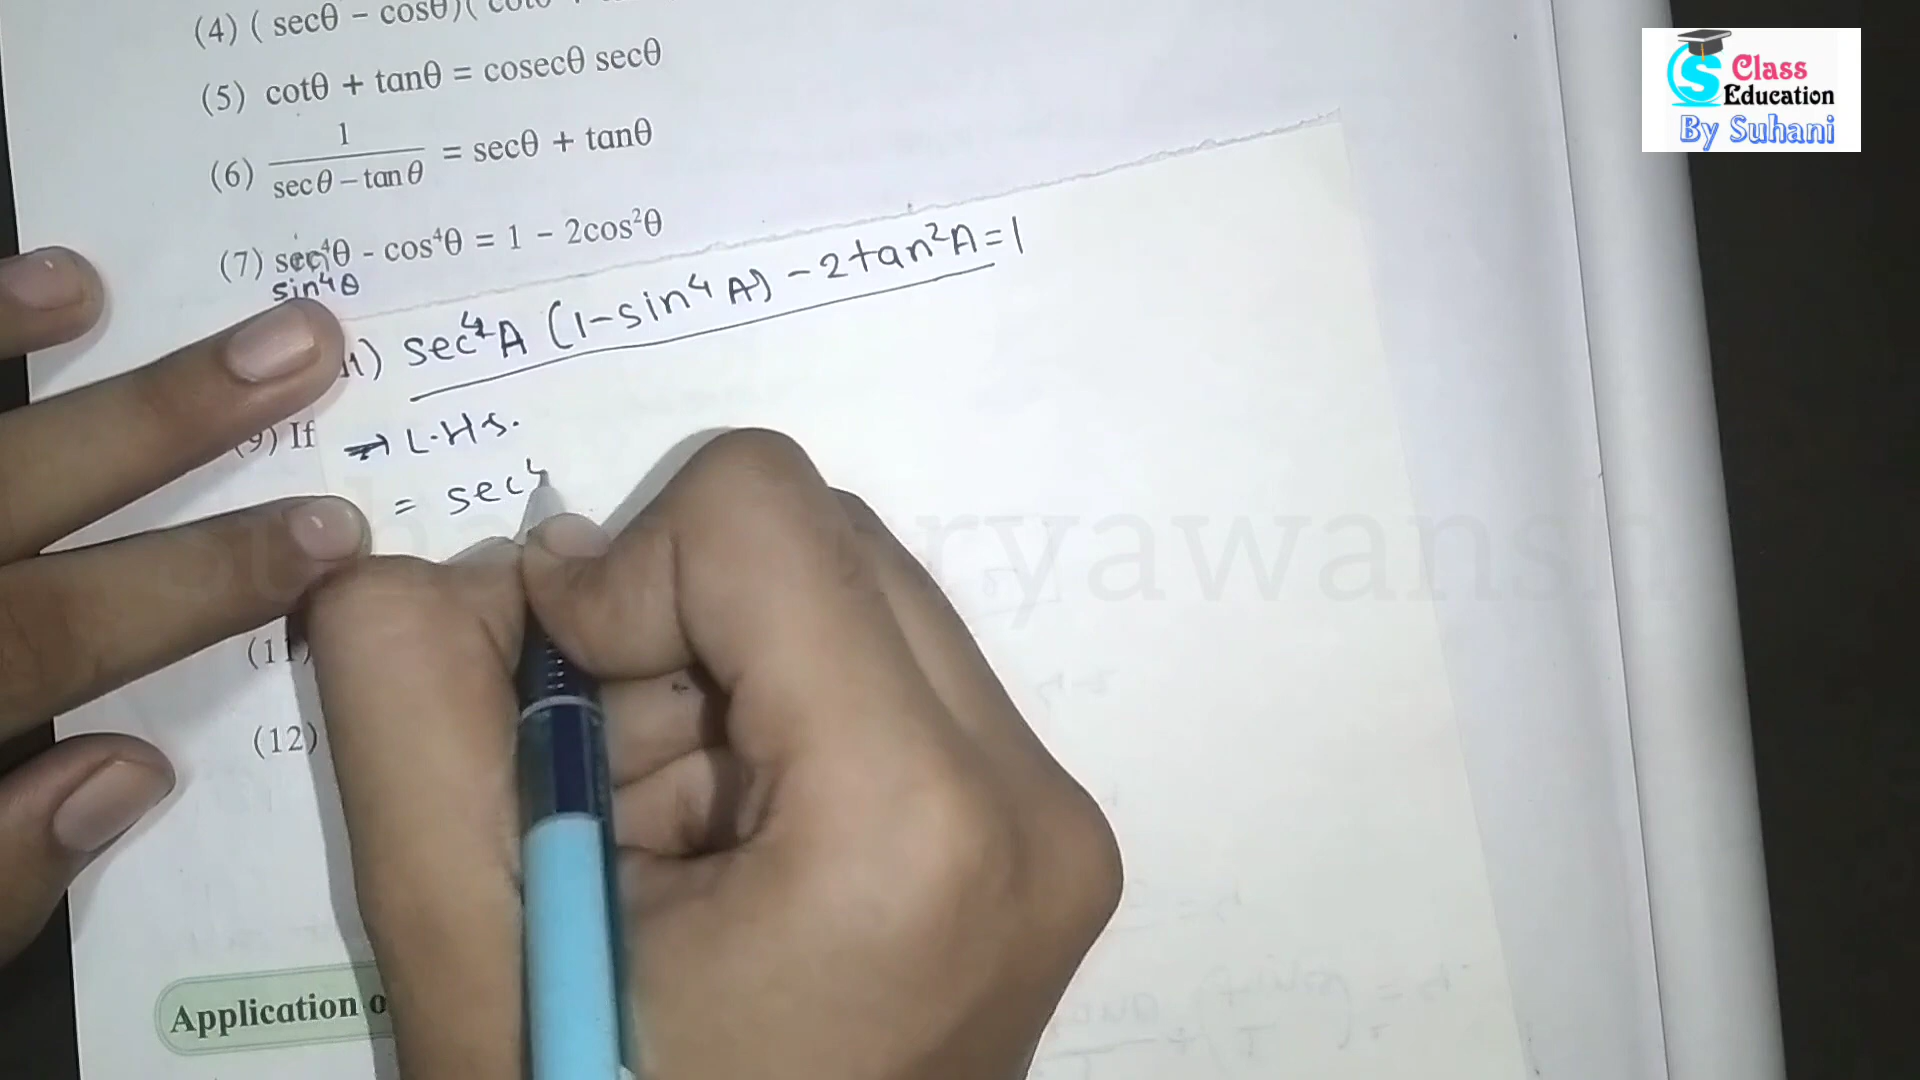 (4) ( secθ - cosθ)(
(5) cotθ + tanθ = cosecθ secθ
(6) 1 / (secθ – tanθ) = secθ + tanθ
(7) sec⁴θ - cos⁴θ = 1 - 2cos²θ
sin⁴θ
11) sec⁴A (1-sin⁴A) - 2tan²A = 1
(9) If
→ L.H.S.
= sec⁴
(11)
(12)
Application
S Class
Education
By Suhani